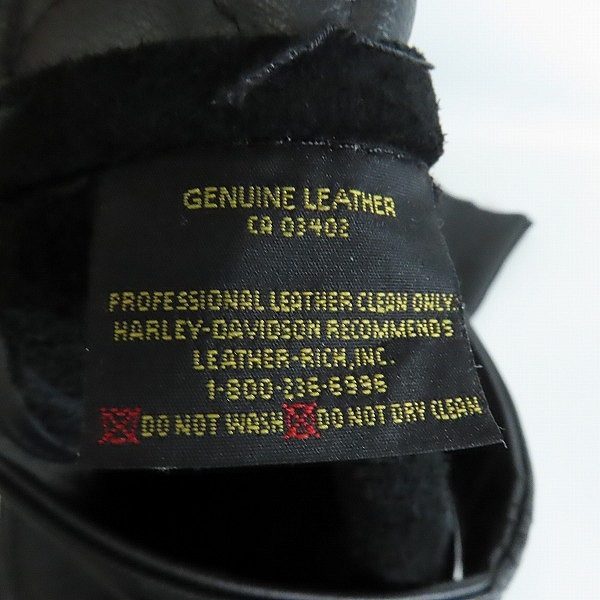 GENUINE LEATHER
CA 03402
PROFESSIONAL LEATHER CLEAN ONLY.
HARLEY-DAVIDSON RECOMMENDS
LEATHER-RICH, INC.
1-800-236-6996
DO NOT WASH DO NOT DRY CLEAN